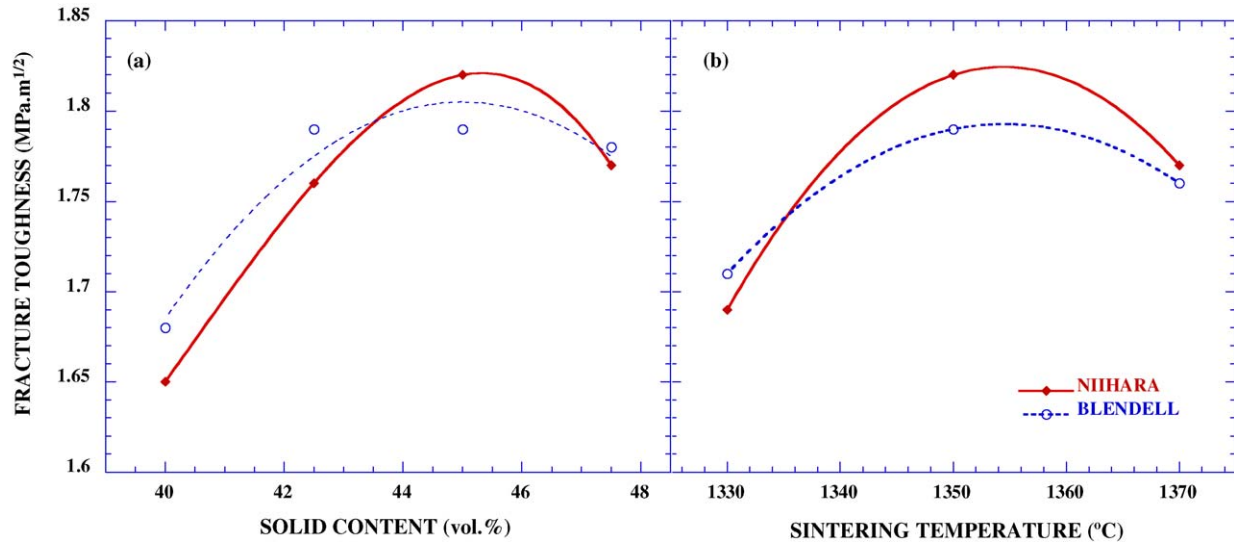 FRACTURE TOUGHNESS (MPa.m1/2)
1.85
1.8
1.75
1.7
1.65
1.6
(a)
40 42 44 46 48
SOLID CONTENT (vol.%)
(b)
NIIHARA
BLENDELL
1330 1340 1350 1360 1370
SINTERING TEMPERATURE (ºC)